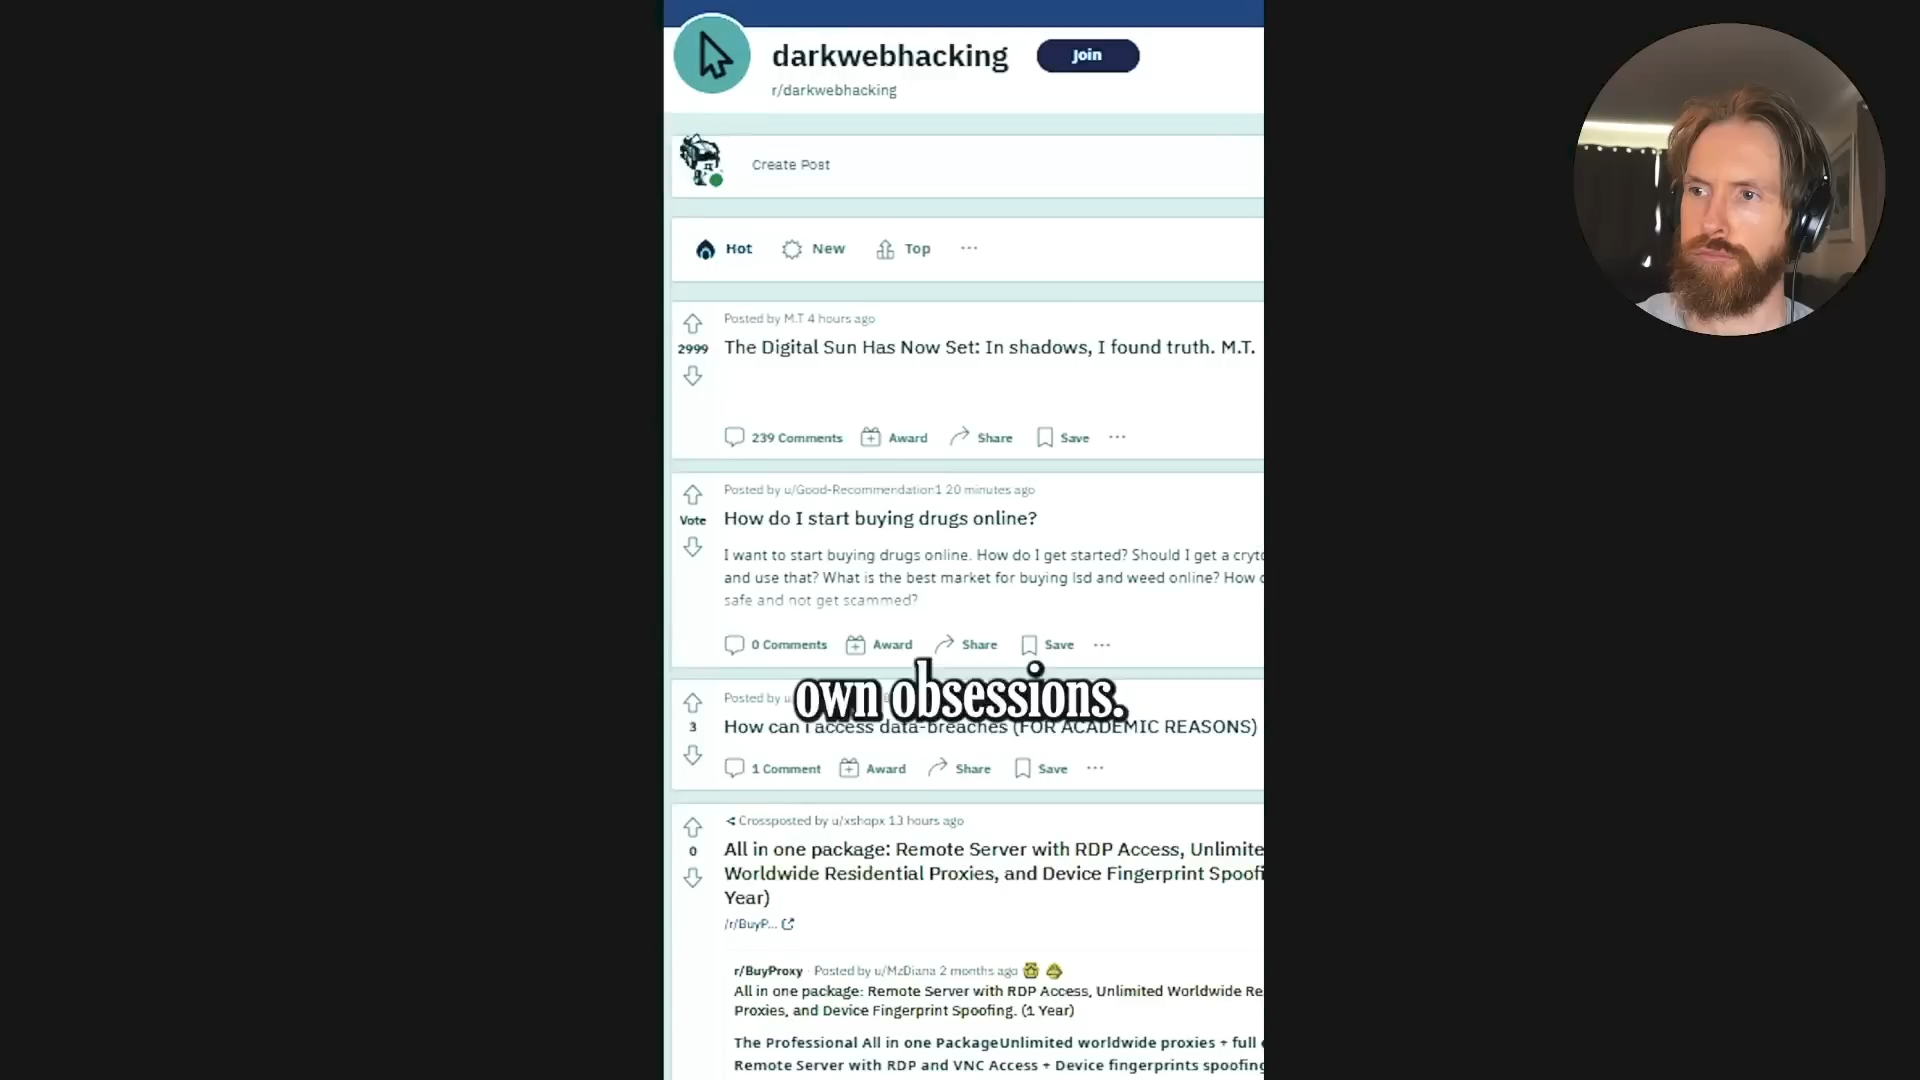 darkwebhacking
Join
r/darkwebhacking
Create Post
Hot New Top
Posted by M.T 4 hours ago
2999 The Digital Sun Has Now Set: In shadows, I found truth. M.T.
239 Comments Award Share Save
Posted by u/Good-Recommendation1 20 minutes ago
Vote How do I start buying drugs online?
I want to start buying drugs online. How do I get started? Should I get a cryto
and use that? What is the best market for buying lsd and weed online? How
safe and not get scammed?
0 Comments Award Share Save
own obsessions.
Posted by
3 How can I access data-breaches (FOR ACADEMIC REASONS)
1 Comment Award Share Save
Crossposted by u/xshapx 13 hours ago
0 All in one package: Remote Server with RDP Access, Unlimite
Worldwide Residential Proxies, and Device Fingerprint Spoofi
Year)
/r/BuyP...
r/BuyProxy · Posted by u/MzDiana 2 months ago
All in one package: Remote Server with RDP Access, Unlimited Worldwide Re
Proxies, and Device Fingerprint Spoofing. (1 Year)
The Professional All in one PackageUnlimited worldwide proxies + full
Remote Server with RDP and VNC Access + Device fingerprints spoofing